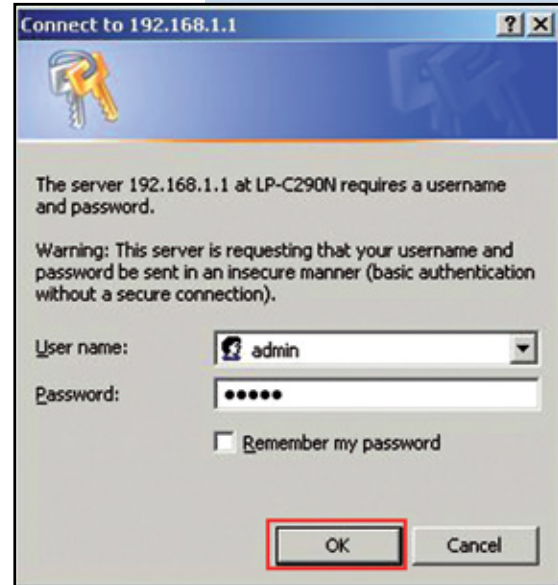 Connect to 192.168.1.1
The server 192.168.1.1 at LP-C290N requires a username
and password.
Warning: This server is requesting that your username and
password be sent in an insecure manner (basic authentication
without a secure connection).
User name: admin
Password: •••••
Remember my password
OK Cancel